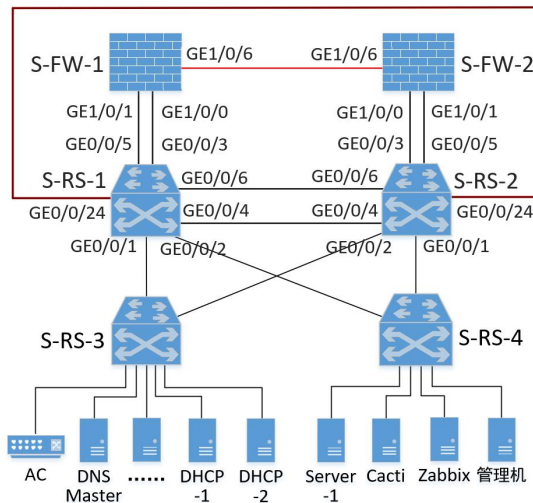 S-FW-1
GE1/0/6
GE1/0/6
S-FW-2
GE1/0/1
GE1/0/0
GE1/0/0
GE1/0/1
GE0/0/5
GE0/0/3
GE0/0/3
GE0/0/5
S-RS-1
GE0/0/6
GE0/0/6
S-RS-2
GE0/0/24
GE0/0/4
GE0/0/4
GE0/0/24
GE0/0/1
GE0/0/2
GE0/0/2
GE0/0/1
S-RS-3
S-RS-4
AC
DNS
Master
......
DHCP
-1
DHCP
-2
Server
-1
Cacti
Zabbix
管理机